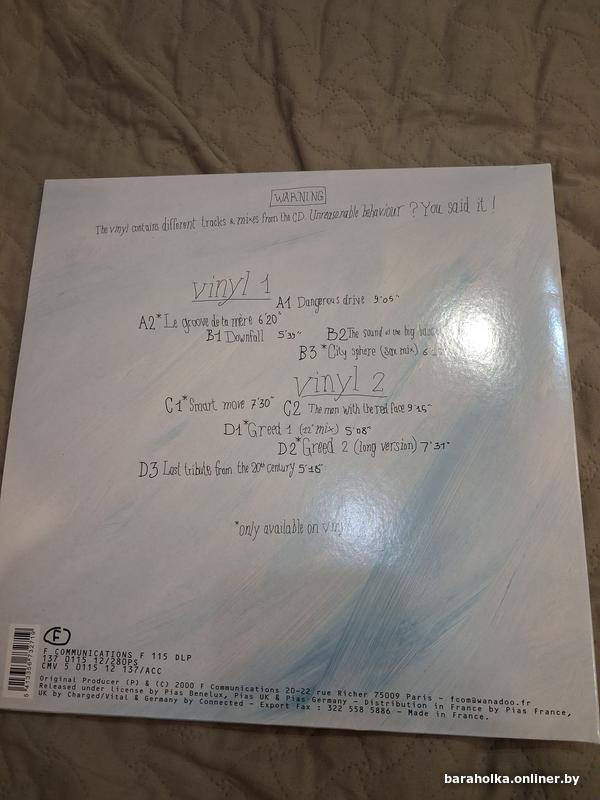 WARNING
The vinyl contains different tracks & mixes from the CD. Unreasonable behaviour ? You said it !
vinyl 1
A1 Dangerous drive 9'05"
A2* Le groove de ta mère 6'20"
B1 Downfall 5'39" B2 The sound of the big
B3 *City sphere (sax mix)
vinyl 2
C1* Smart move 7'30" C2 The man with the red face 9'15"
D1* Greed 1 (12" mix) 5'08"
D2* Greed 2 (long version) 7'31"
D3 Last tribute from the 20th century 5'16"
*only available on vinyl
F
F COMMUNICATIONS F 115 DLP
137 0115 12/280PS
CMV 5 0115 12 137/ACC
Original Producer (P) & (C) 2000 F Communications 20-22 rue Richer 75009 Paris - fcom@wanadoo.fr
Released under license by Pias Benelux, Pias UK & Pias Germany - Distribution in France by Pias France,
UK by Charged/Vital & Germany by Connected - Export Fax : 322 558 5886 - Made in France.
baraholka.onliner.by